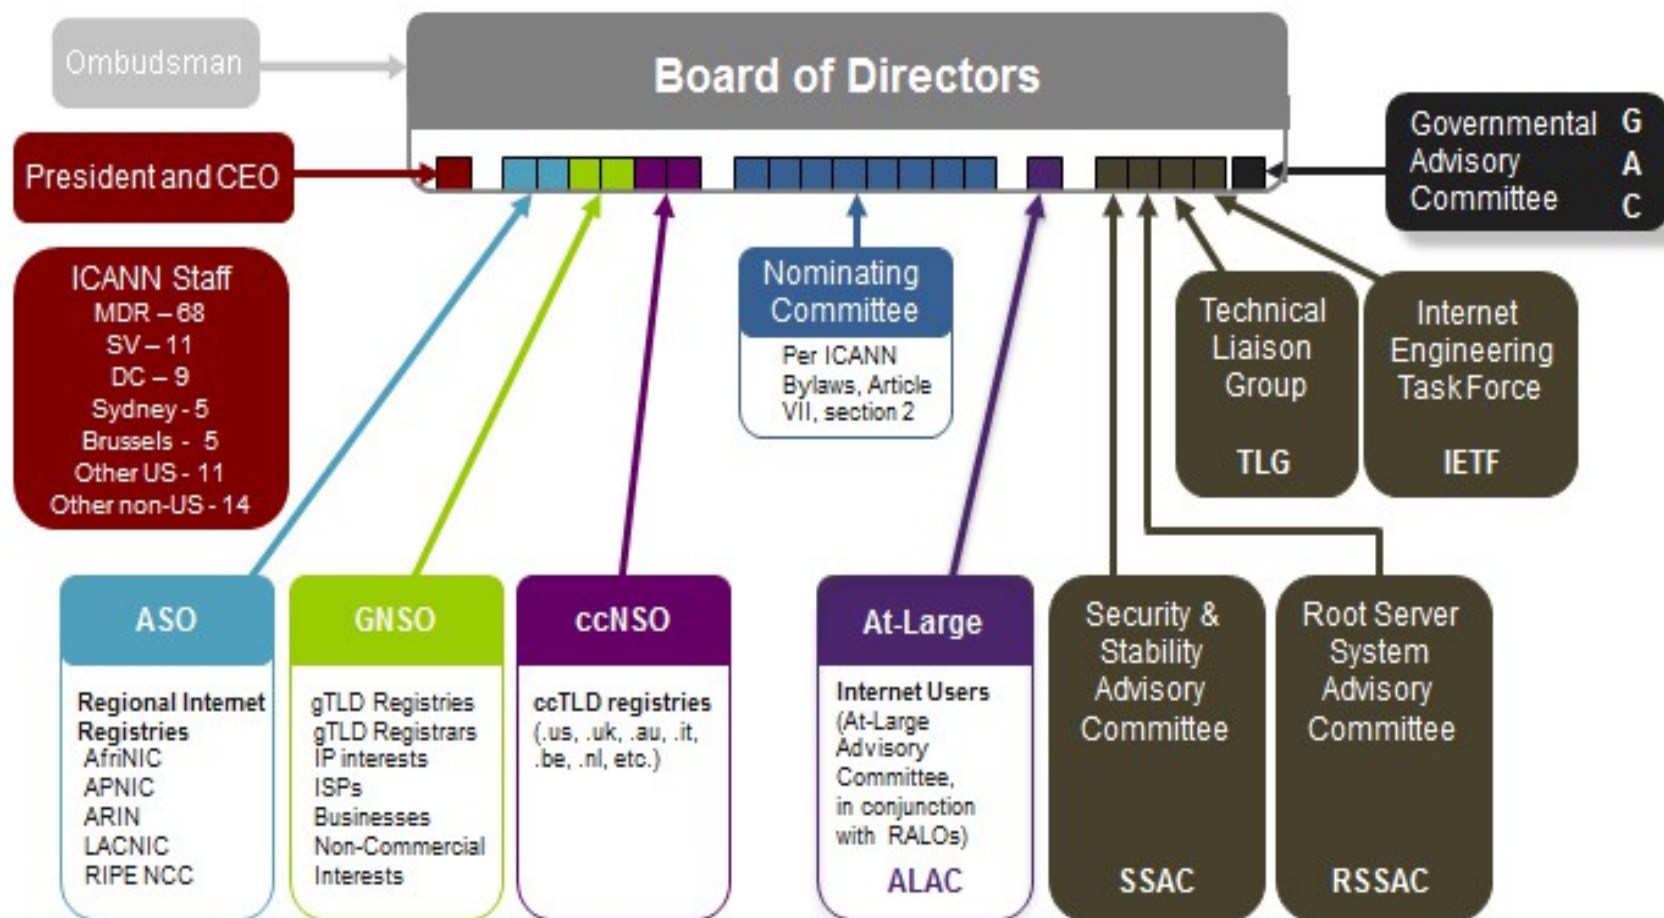 Ombudsman
Board of Directors
President and CEO
Governmental G
Advisory A
Committee C
ICANN Staff
MDR – 68
SV – 11
DC – 9
Sydney - 5
Brussels - 5
Other US - 11
Other non-US - 14
Nominating
Committee
Per ICANN
Bylaws, Article
VII, section 2
Technical
Liaison
Group
TLG
Internet
Engineering
Task Force
IETF
ASO
Regional Internet
Registries
AfriNIC
APNIC
ARIN
LACNIC
RIPE NCC
GNSO
gTLD Registries
gTLD Registrars
IP interests
ISPs
Businesses
Non-Commercial
Interests
ccNSO
ccTLD registries
(.us, .uk, .au, .it,
.be, .nl, etc.)
At-Large
Internet Users
(At-Large
Advisory
Committee,
in conjunction
with RALOs)
ALAC
Security &
Stability
Advisory
Committee
SSAC
Root Server
System
Advisory
Committee
RSSAC